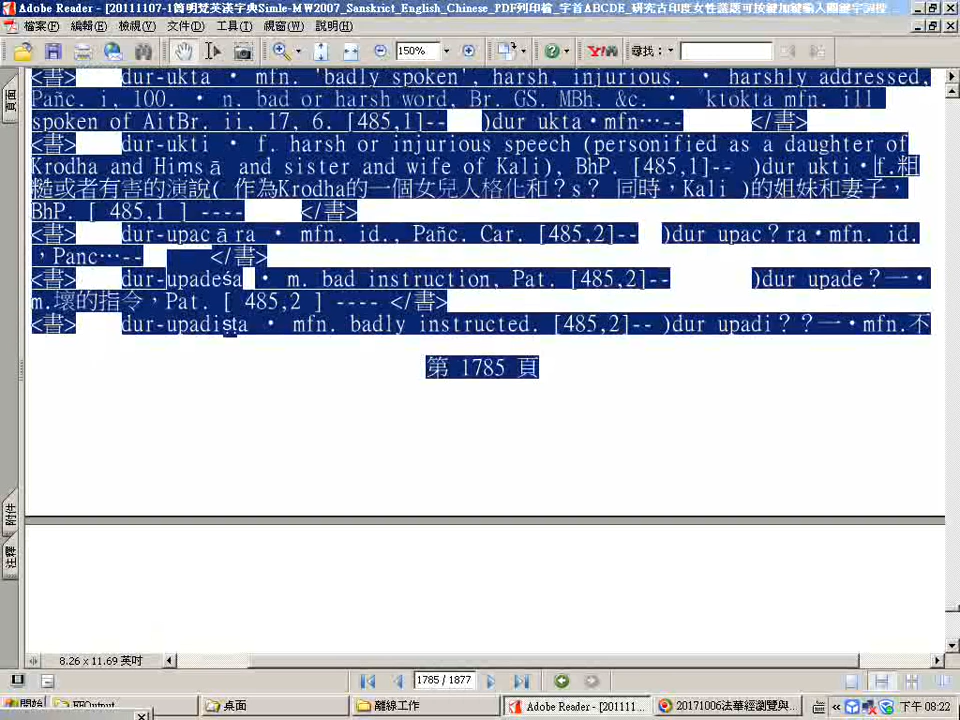 Adobe Reader - [20111107-1簡明梵英漢字典Simle-MW2007_Sanskrict_English_Chinese_PDF列印檔_字首ABCDE_研究古印度女性議題可按鍵加鍵輸入關鍵字詞搜
檔案(F) 編輯(E) 檢視(V) 文件(D) 工具(T) 視窗(W) 說明(H)
150% 尋找：
頁面
<書> dur-ukta • mfn. 'badly spoken'. harsh, injurious. • harshly addressed,
Pañc. i, 100. • n. bad or harsh word, Br. GS. MBh. &c. • ˚ktokta mfn. ill
spoken of AitBr. ii, 17, 6. [485,1]-- )dur ukta•mfn…-- </書>
<書> dur-ukti • f. harsh or injurious speech (personified as a daughter of
Krodha and Hiṃsā and sister and wife of Kali), BhP. [485,1]-- )dur ukti•f.粗
糙或者有害的演說( 作為Krodha的一個女兒人格化和？s？ 同時，Kali )的姐妹和妻子，
BhP. [ 485,1 ] ---- </書>
<書> dur-upacāra • mfn. id., Pañc. Car. [485,2]-- )dur upac？ra•mfn. id.
，Panc…-- </書>
<書> dur-upadeśa • m. bad instruction, Pat. [485,2]-- )dur upade？一•
m.壞的指令，Pat. [ 485,2 ] ---- </書>
<書> dur-upadiṣṭa • mfn. badly instructed. [485,2]-- )dur upadi？？一•mfn.不
第 1785 頁
附件
注釋
8.26 x 11.69 英吋
1785 / 1877
開始 FFOutput 桌面 離線工作 Adobe Reader - [201111... 20171006法華經瀏覽與... 下午 08:22